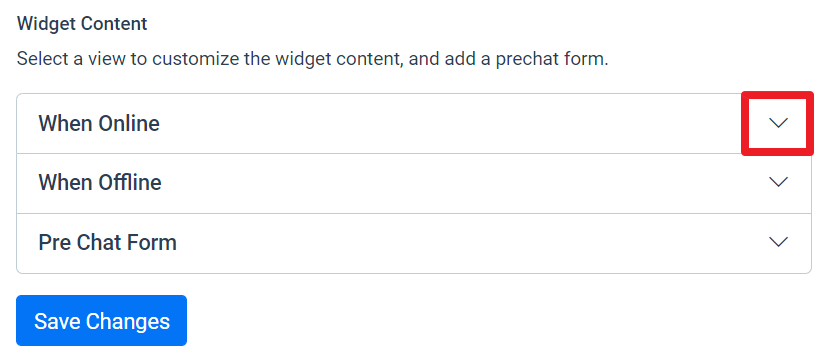 Widget Content
Select a view to customize the widget content, and add a prechat form.
When Online
When Offline
Pre Chat Form
Save Changes